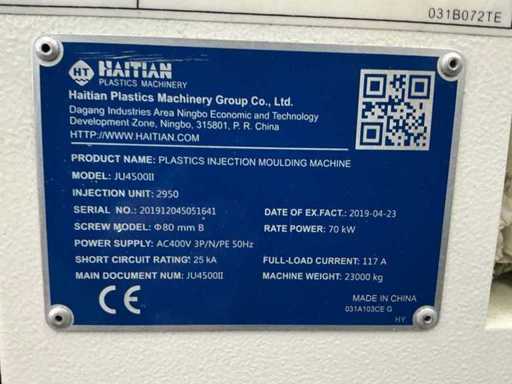 031B072TE
HT HAITIAN
PLASTICS MACHINERY
Haitian Plastics Machinery Group Co., Ltd.
Dagang Industries Area Ningbo Economic and Technology
Development Zone, Ningbo, 315801, P. R. China
HTTP://WWW.HAITIAN.COM
PRODUCT NAME: PLASTICS INJECTION MOULDING MACHINE
MODEL: JU4500II
INJECTION UNIT: 2950
SERIAL NO.: 201912045051641 DATE OF EX.FACT.: 2019-04-23
SCREW MODEL: Φ80 mm B RATE POWER: 70 kW
POWER SUPPLY: AC400V 3P/N/PE 50Hz
SHORT CIRCUIT RATING: 25 kA FULL-LOAD CURRENT: 117 A
MAIN DOCUMENT NUM: JU4500II MACHINE WEIGHT: 23000 kg
CE MADE IN CHINA
031A103CE G
HY